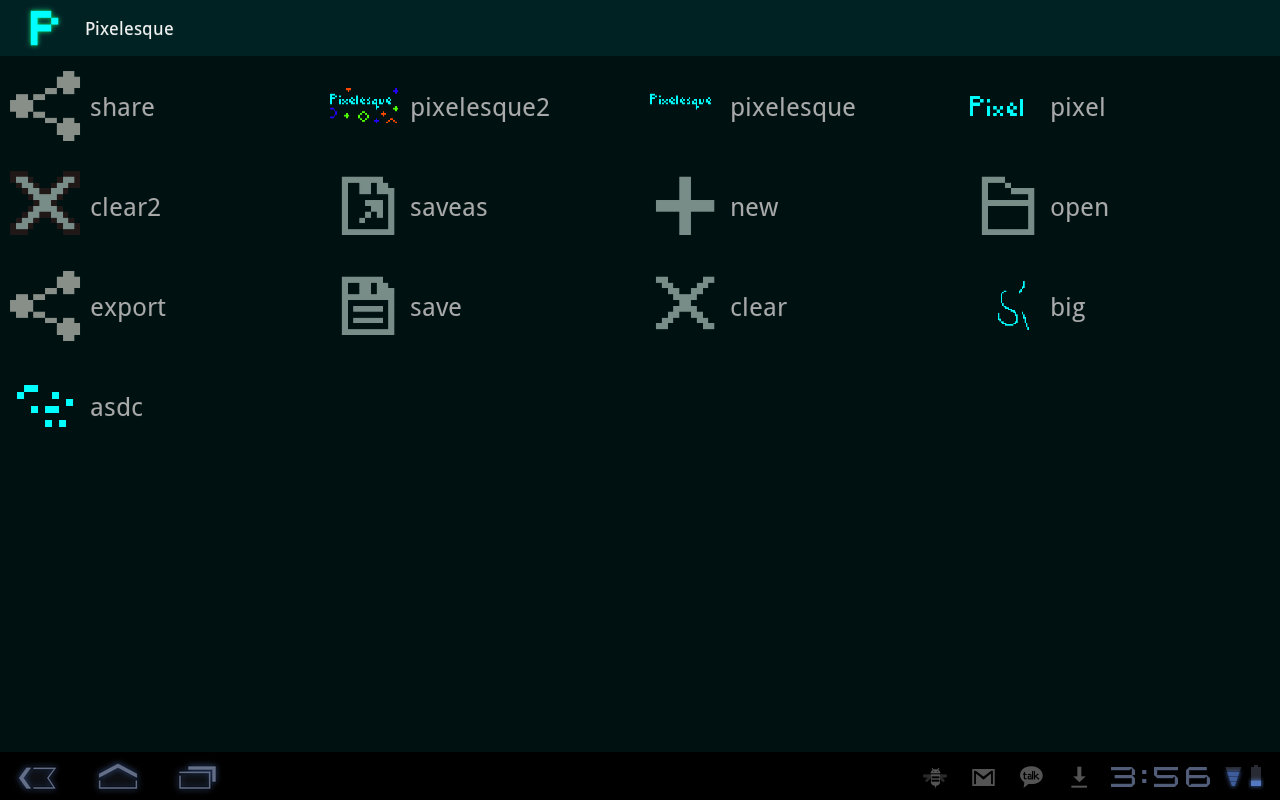 P Pixelesque
share Pixelesque pixelesque2 Pixelesque pixelesque Pixel pixel
clear2 saveas new open
export save clear big
asdc
talk 3:56